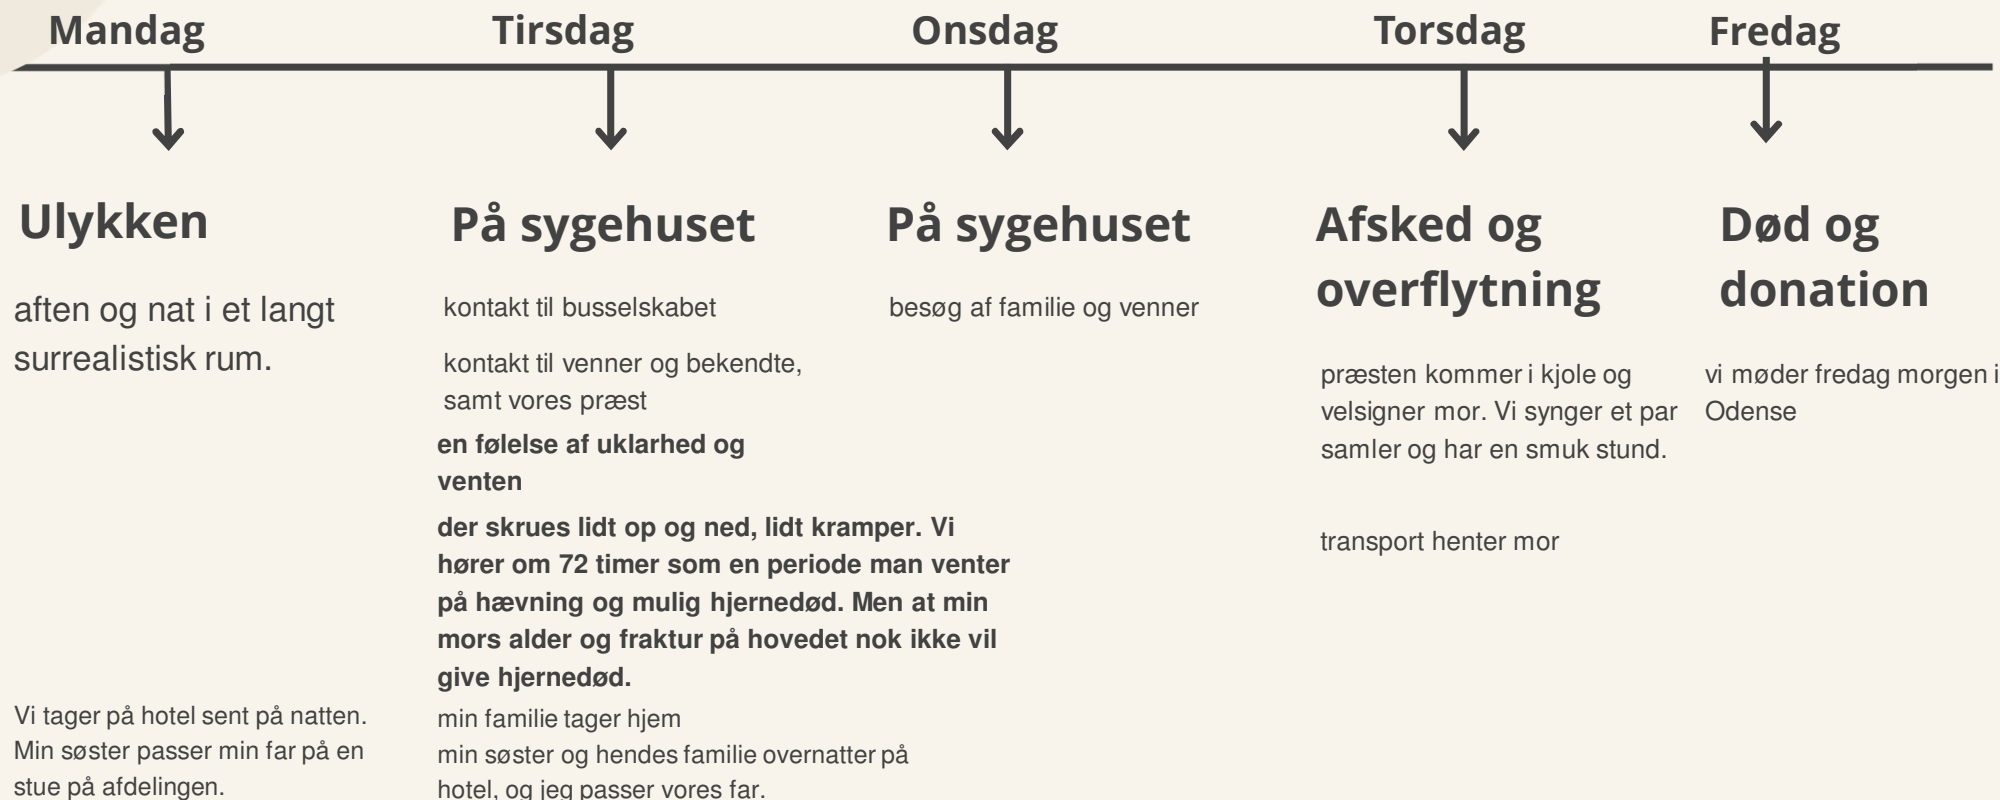 Mandag
Tirsdag
Onsdag
Torsdag
Fredag
Ulykken
aften og nat i et langt
surrealistisk rum.
Vi tager på hotel sent på natten.
Min søster passer min far på en
stue på afdelingen.
På sygehuset
kontakt til busselskabet
kontakt til venner og bekendte,
samt vores præst
en følelse af uklarhed og
venten
der skrues lidt op og ned, lidt kramper. Vi
hører om 72 timer som en periode man venter
på hævning og mulig hjernedød. Men at min
mors alder og fraktur på hovedet nok ikke vil
give hjernedød.
min familie tager hjem
min søster og hendes familie overnatter på
hotel, og jeg passer vores far.
På sygehuset
besøg af familie og venner
Afsked og
overflytning
præsten kommer i kjole og
velsigner mor. Vi synger et par
samler og har en smuk stund.
transport henter mor
Død og
donation
vi møder fredag morgen i
Odense